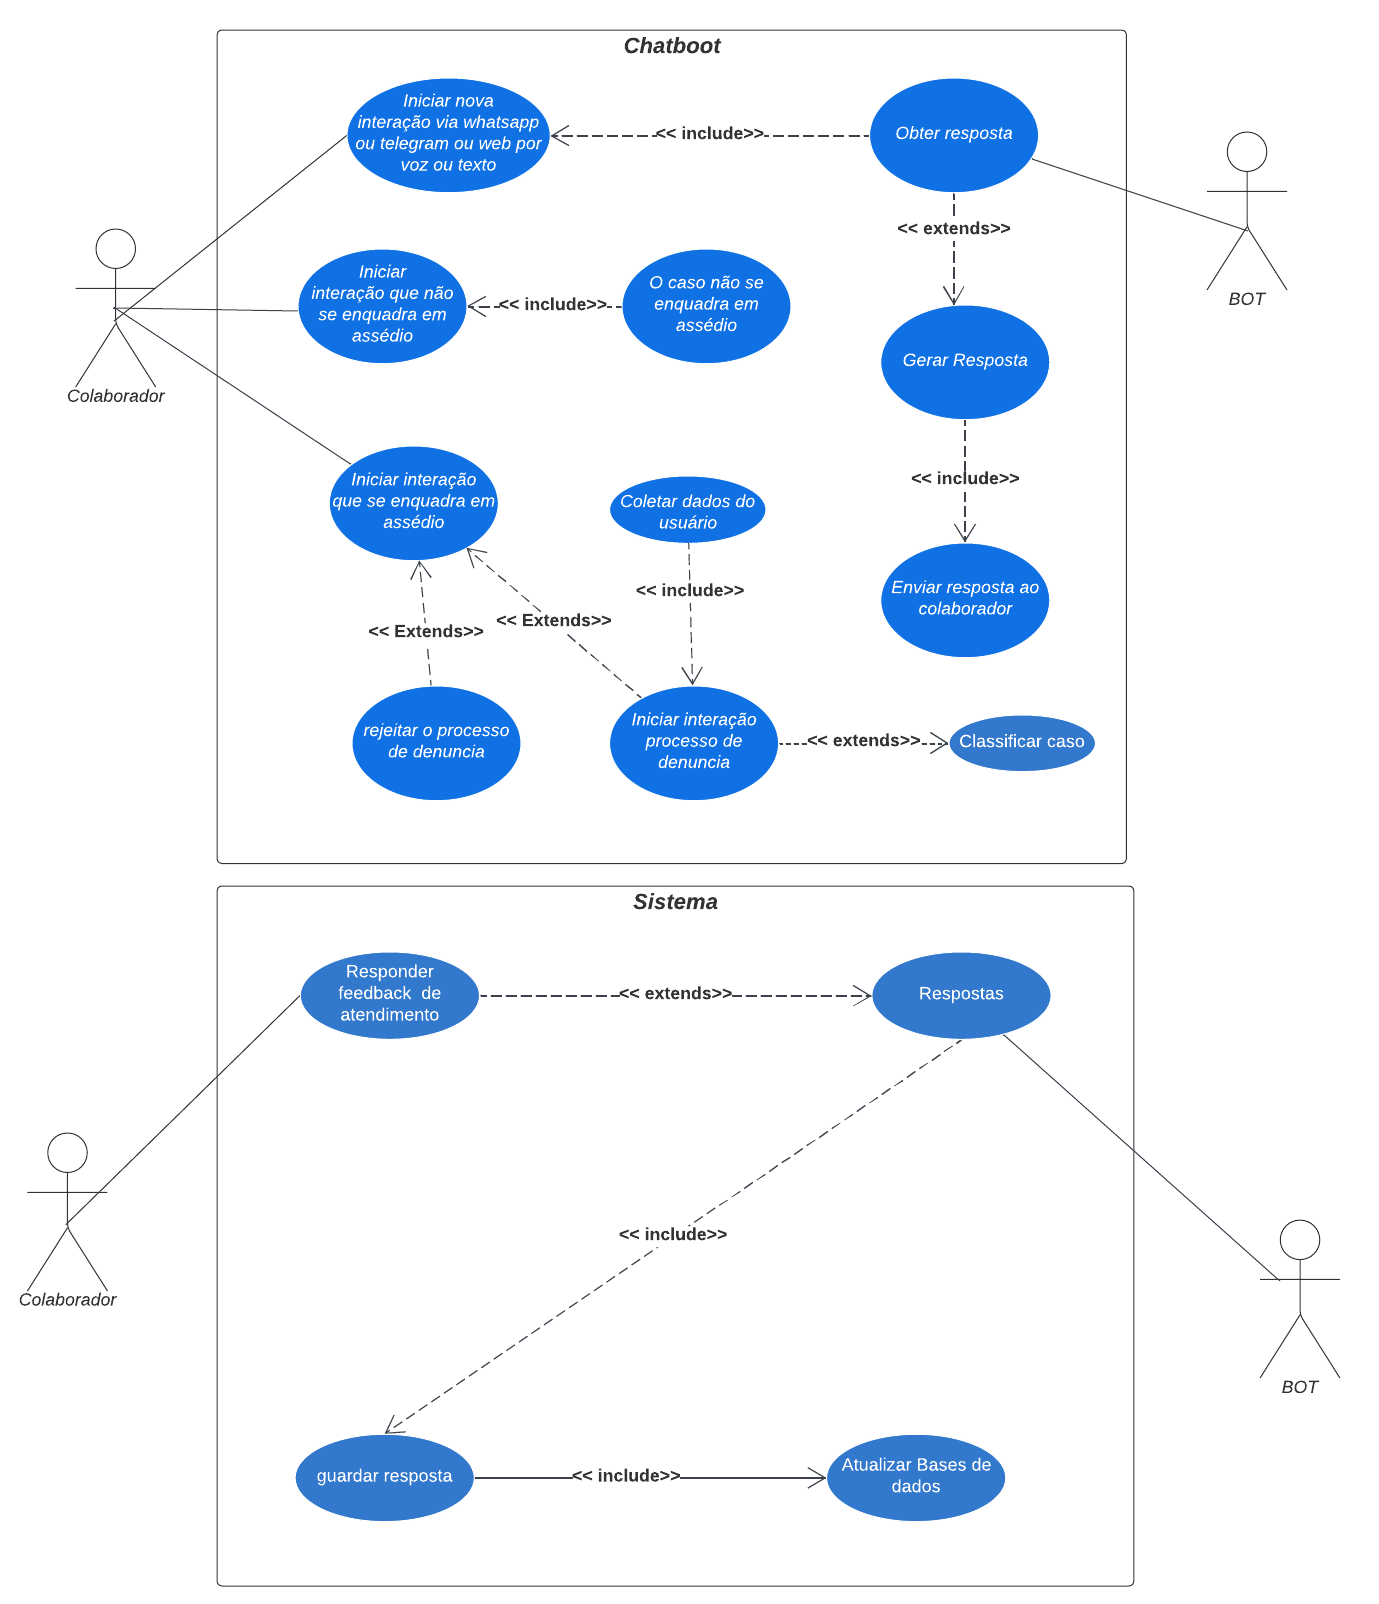 Chatboot
Iniciar nova
interação via whatsapp
ou telegram ou web por
voz ou texto
<< include>>
Obter resposta
BOT
<< extends>>
Colaborador
Iniciar
interação que não
se enquadra em
assédio
<< include>>
O caso não se
enquadra em
assédio
Gerar Resposta
<< include>>
Iniciar interação
que se enquadra em
assédio
Coletar dados do
usuário
<< include>>
Enviar resposta ao
colaborador
<< Extends>>
<< Extends>>
rejeitar o processo
de denuncia
Iniciar interação
processo de
denuncia
<< extends>>
Classificar caso
Sistema
Responder
feedback  de
atendimento
<< extends>>
Respostas
Colaborador
<< include>>
BOT
guardar resposta
<< include>>
Atualizar Bases de
dados